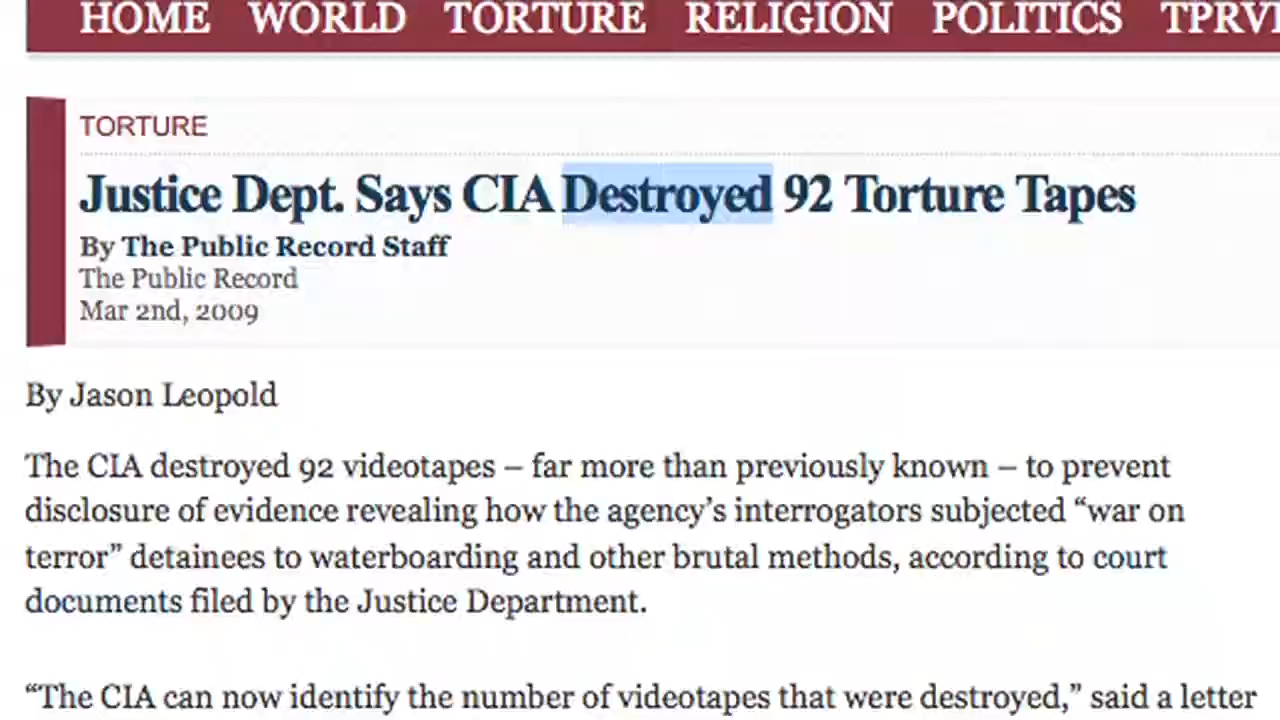 HOME WORLD TORTURE RELIGION POLITICS TPRV
TORTURE
Justice Dept. Says CIA Destroyed 92 Torture Tapes
By The Public Record Staff
The Public Record
Mar 2nd, 2009
By Jason Leopold
The CIA destroyed 92 videotapes – far more than previously known – to prevent
disclosure of evidence revealing how the agency’s interrogators subjected “war on
terror” detainees to waterboarding and other brutal methods, according to court
documents filed by the Justice Department.
“The CIA can now identify the number of videotapes that were destroyed,” said a letter